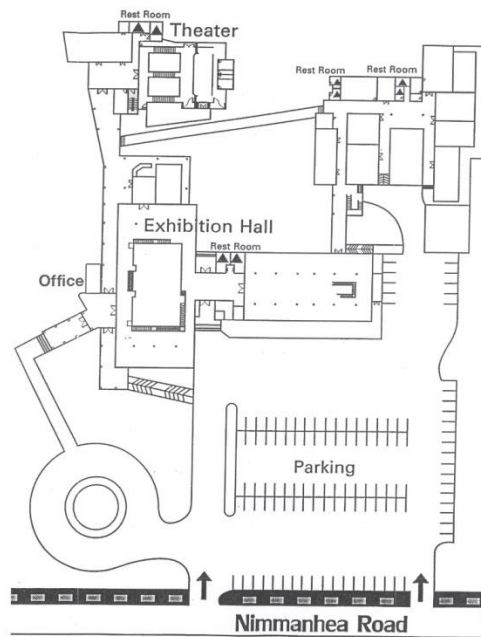 Rest Room
Theater
Rest Room
Rest Room
Exhibition Hall
Rest Room
Office
Parking
Nimmanhea Road